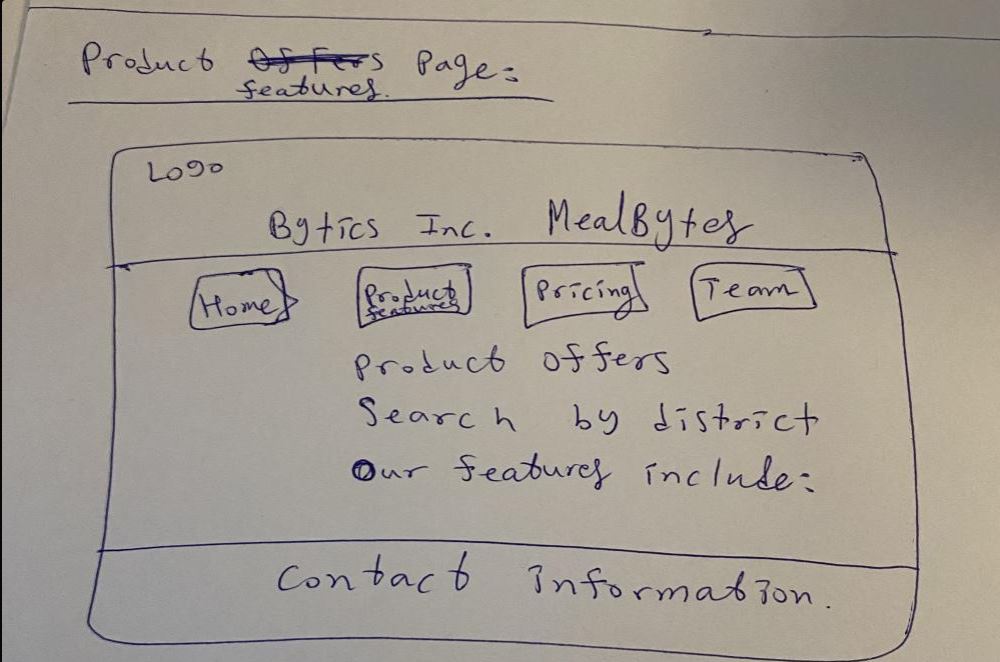 Product Offers Page:
features.
Logo
Bytics Inc. MealBytes
Home
Product
features
Pricing
Team
Product offers
Search by district
Our features include:
Contact Information.